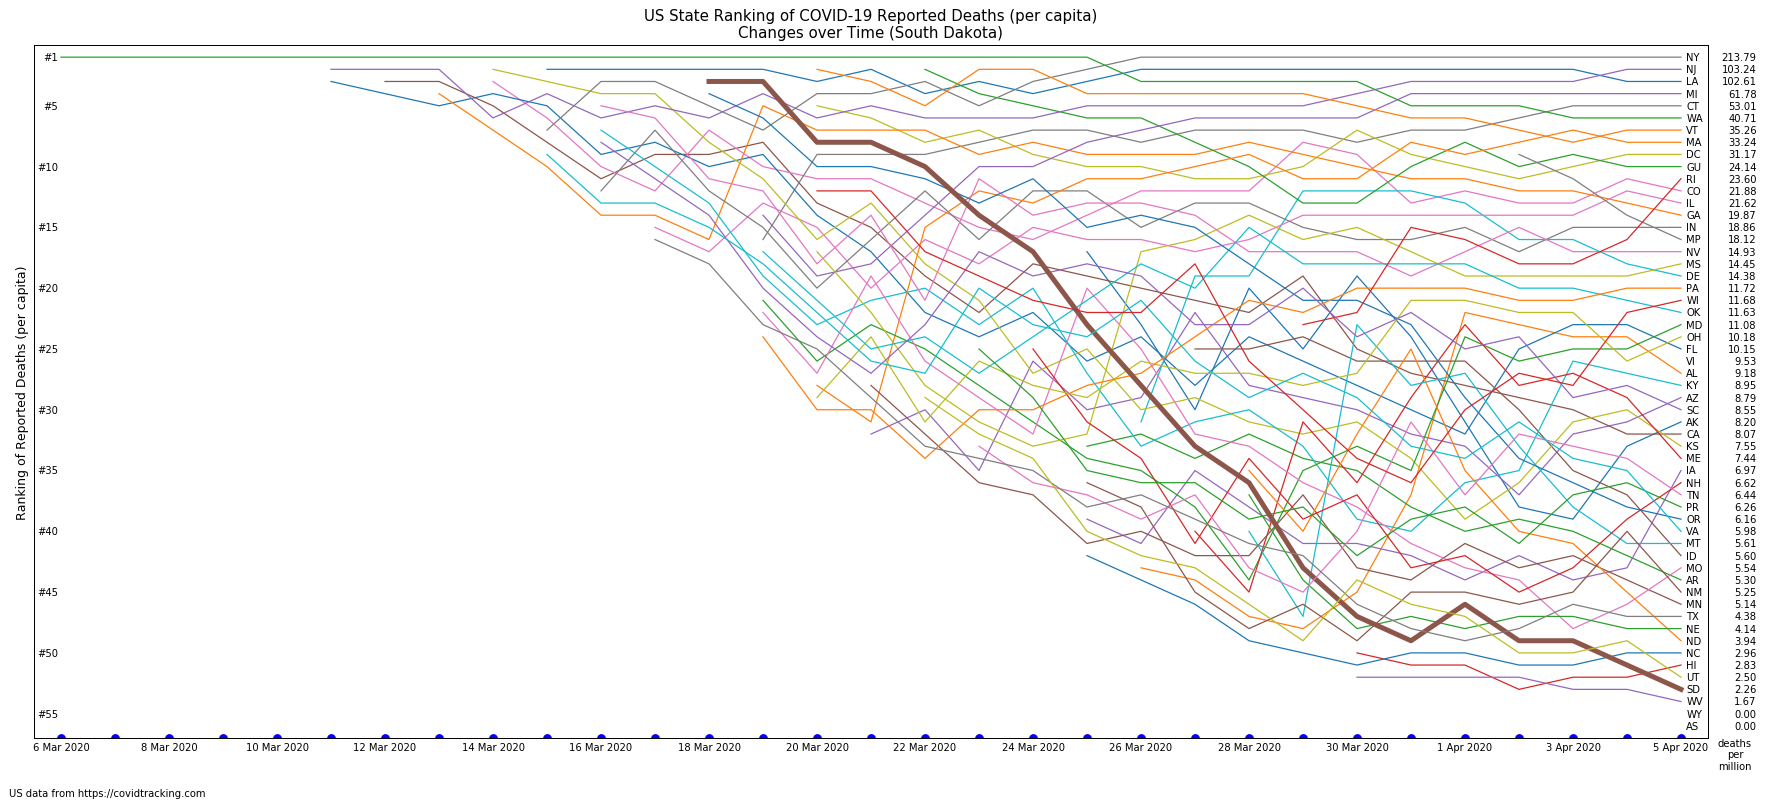 US State Ranking of COVID-19 Reported Deaths (per capita)
Changes over Time (South Dakota)
Ranking of Reported Deaths (per capita)
#1
#5
#10
#15
#20
#25
#30
#35
#40
#45
#50
#55
NY 213.79
NJ 103.24
LA 102.61
MI 61.78
CT 53.01
WA 40.71
VT 35.26
MA 33.24
DC 31.17
GU 24.14
RI 23.60
CO 21.88
IL 21.62
GA 19.87
IN 18.86
MP 18.12
NV 14.93
MS 14.45
DE 14.38
PA 11.72
WI 11.68
OK 11.63
MD 11.08
OH 10.18
FL 10.15
VI 9.53
AL 9.18
KY 8.95
AZ 8.79
SC 8.55
AK 8.20
CA 8.07
KS 7.55
ME 7.44
IA 6.97
NH 6.62
TN 6.44
PR 6.26
OR 6.16
VA 5.98
MT 5.61
ID 5.60
MO 5.54
AR 5.30
NM 5.25
MN 5.14
TX 4.38
NE 4.14
ND 3.94
NC 2.96
HI 2.83
UT 2.50
SD 2.26
WV 1.67
WY 0.00
AS 0.00
6 Mar 2020 8 Mar 2020 10 Mar 2020 12 Mar 2020 14 Mar 2020 16 Mar 2020 18 Mar 2020 20 Mar 2020 22 Mar 2020 24 Mar 2020 26 Mar 2020 28 Mar 2020 30 Mar 2020 1 Apr 2020 3 Apr 2020 5 Apr 2020
deaths
per
million
US data from https://covidtracking.com